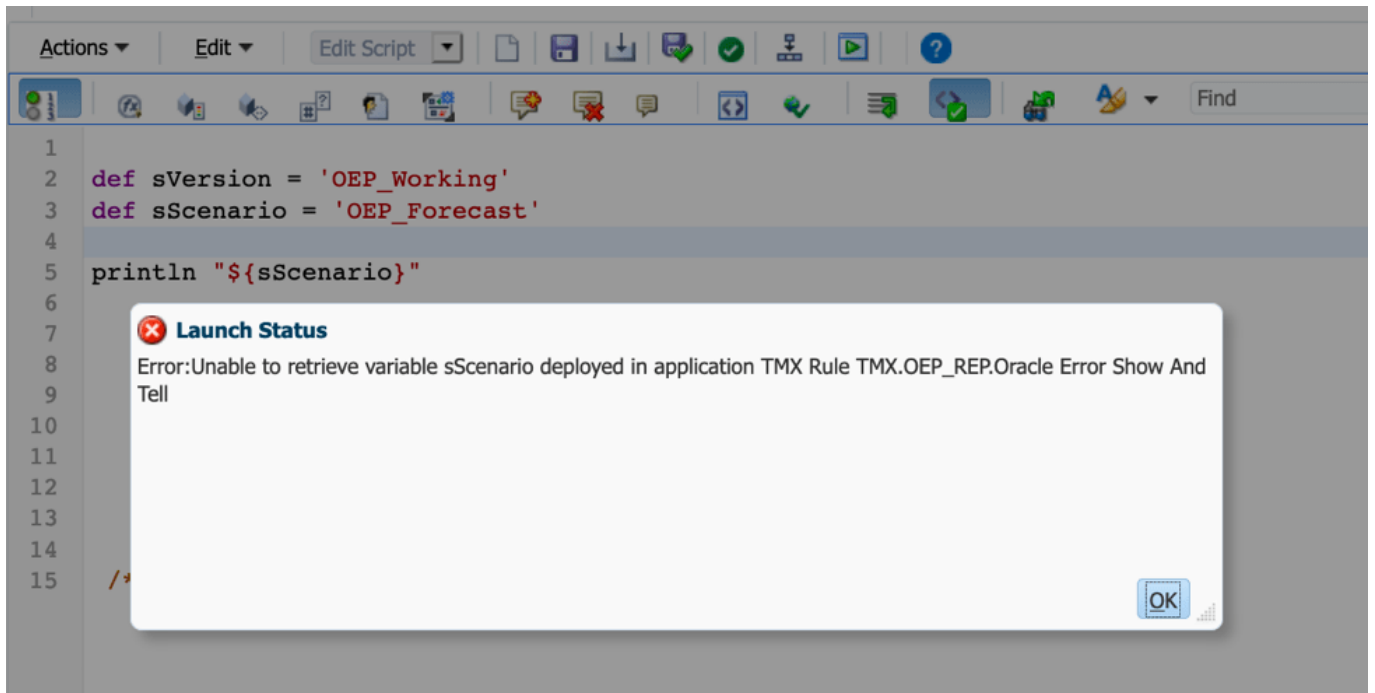 Actions Edit Edit Script
Find
1
2 def sVersion = 'OEP_Working'
3 def sScenario = 'OEP_Forecast'
4
5 println "${sScenario}"
6
7
8
9
10
11
12
13
14
15 /*
Launch Status
Error:Unable to retrieve variable sScenario deployed in application TMX Rule TMX.OEP_REP.Oracle Error Show And
Tell
OK